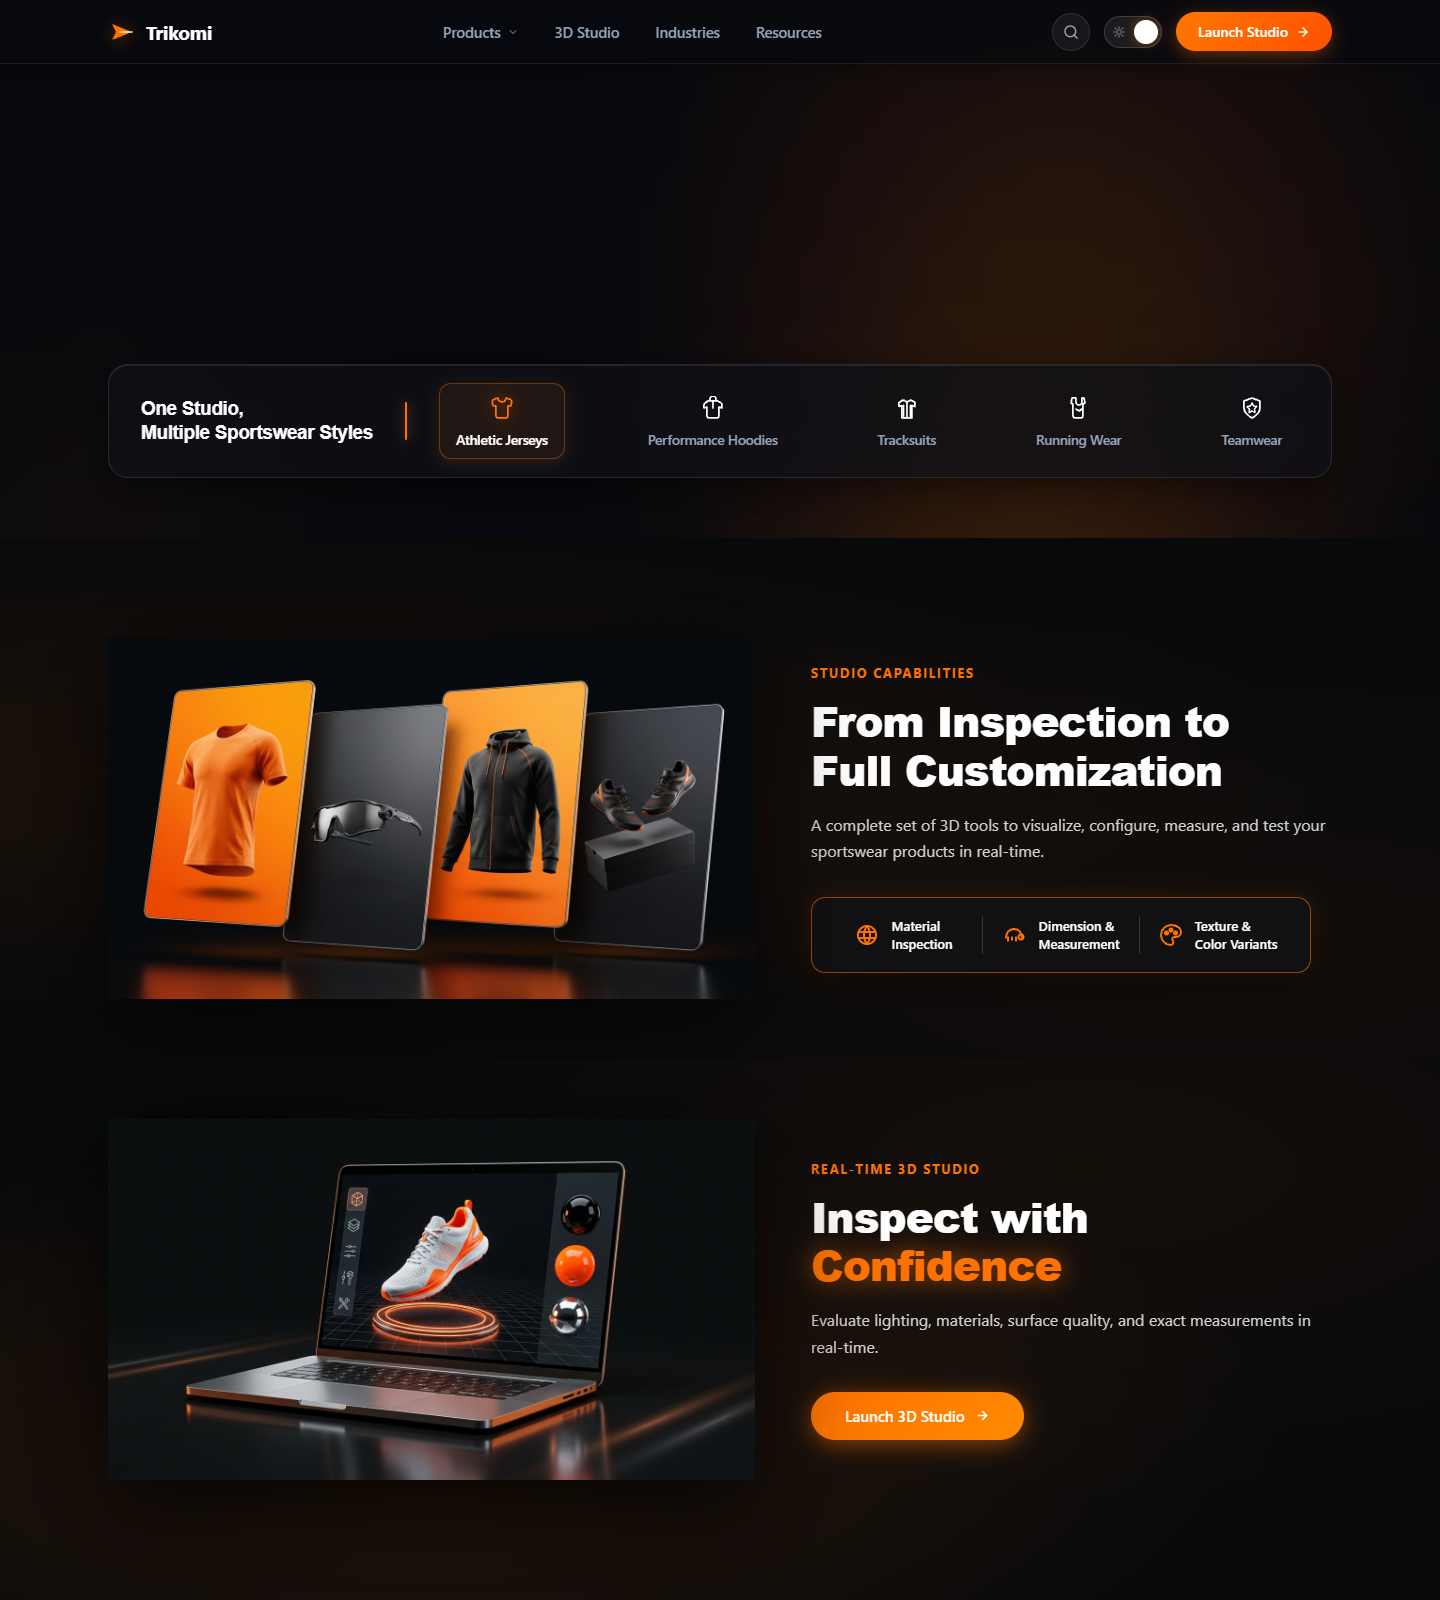 Trikomi
Products
3D Studio
Industries
Resources
Launch Studio
One Studio,
Multiple Sportswear Styles
Athletic Jerseys
Performance Hoodies
Tracksuits
Running Wear
Teamwear
STUDIO CAPABILITIES
From Inspection to
Full Customization
A complete set of 3D tools to visualize, configure, measure, and test your
sportswear products in real-time.
Material
Inspection
Dimension &
Measurement
Texture &
Color Variants
REAL-TIME 3D STUDIO
Inspect with
Confidence
Evaluate lighting, materials, surface quality, and exact measurements in
real-time.
Launch 3D Studio